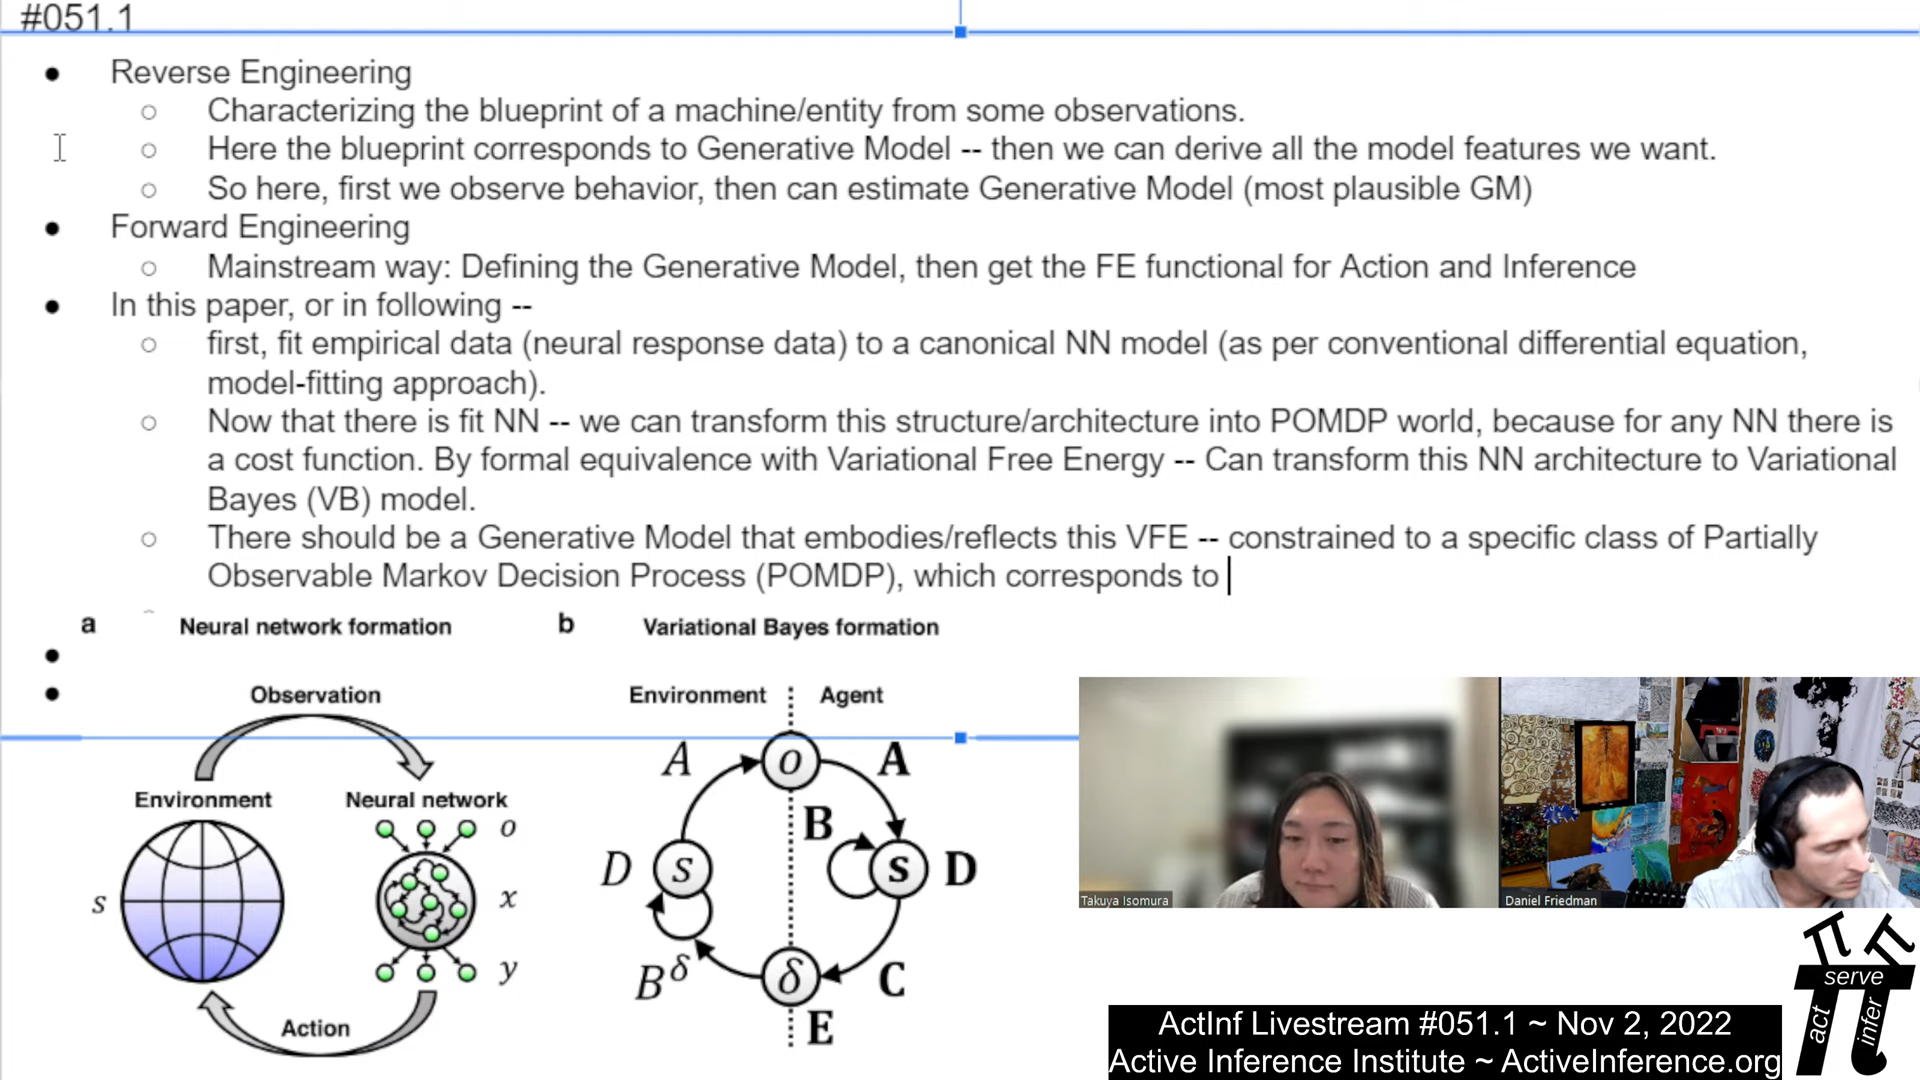 #051.1
● Reverse Engineering
○ Characterizing the blueprint of a machine/entity from some observations.
○ Here the blueprint corresponds to Generative Model -- then we can derive all the model features we want.
○ So here, first we observe behavior, then can estimate Generative Model (most plausible GM)
● Forward Engineering
○ Mainstream way: Defining the Generative Model, then get the FE functional for Action and Inference
● In this paper, or in following --
○ first, fit empirical data (neural response data) to a canonical NN model (as per conventional differential equation,
model-fitting approach).
○ Now that there is fit NN -- we can transform this structure/architecture into POMDP world, because for any NN there is
a cost function. By formal equivalence with Variational Free Energy -- Can transform this NN architecture to Variational
Bayes (VB) model.
○ There should be a Generative Model that embodies/reflects this VFE -- constrained to a specific class of Partially
Observable Markov Decision Process (POMDP), which corresponds to
a Neural network formation
Observation
Environment Neural network
o
s
x
y
Action
b Variational Bayes formation
Environment Agent
A o A
B
D s s D
B^δ δ C
E
Takuya Isomura
Daniel Friedman
ActInf Livestream #051.1 ~ Nov 2, 2022
Active Inference Institute ~ ActiveInference.org
serve
act
infer